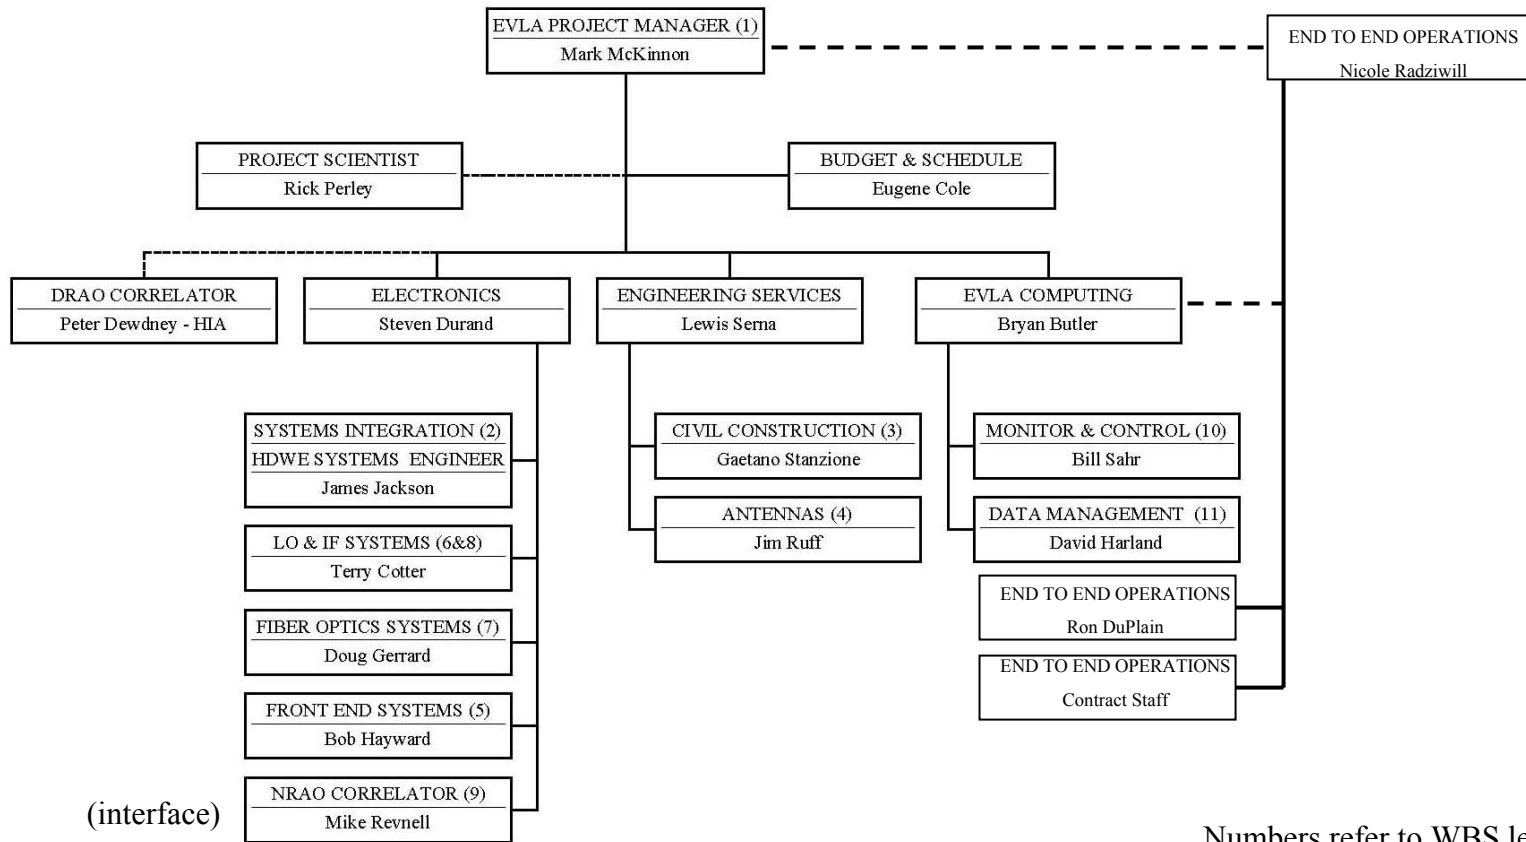 EVLA PROJECT MANAGER (1)
Mark McKinnon
END TO END OPERATIONS
Nicole Radziwill
PROJECT SCIENTIST
Rick Perley
BUDGET & SCHEDULE
Eugene Cole
DRAO CORRELATOR
Peter Dewdney - HIA
ELECTRONICS
Steven Durand
ENGINEERING SERVICES
Lewis Serna
EVLA COMPUTING
Bryan Butler
SYSTEMS INTEGRATION (2)
HDWE SYSTEMS ENGINEER
James Jackson
LO & IF SYSTEMS (6&8)
Terry Cotter
FIBER OPTICS SYSTEMS (7)
Doug Gerrard
FRONT END SYSTEMS (5)
Bob Hayward
(interface)
NRAO CORRELATOR (9)
Mike Revnell
CIVIL CONSTRUCTION (3)
Gaetano Stanzione
ANTENNAS (4)
Jim Ruff
MONITOR & CONTROL (10)
Bill Sahr
DATA MANAGEMENT (11)
David Harland
END TO END OPERATIONS
Ron DuPlain
END TO END OPERATIONS
Contract Staff
Numbers refer to WBS le